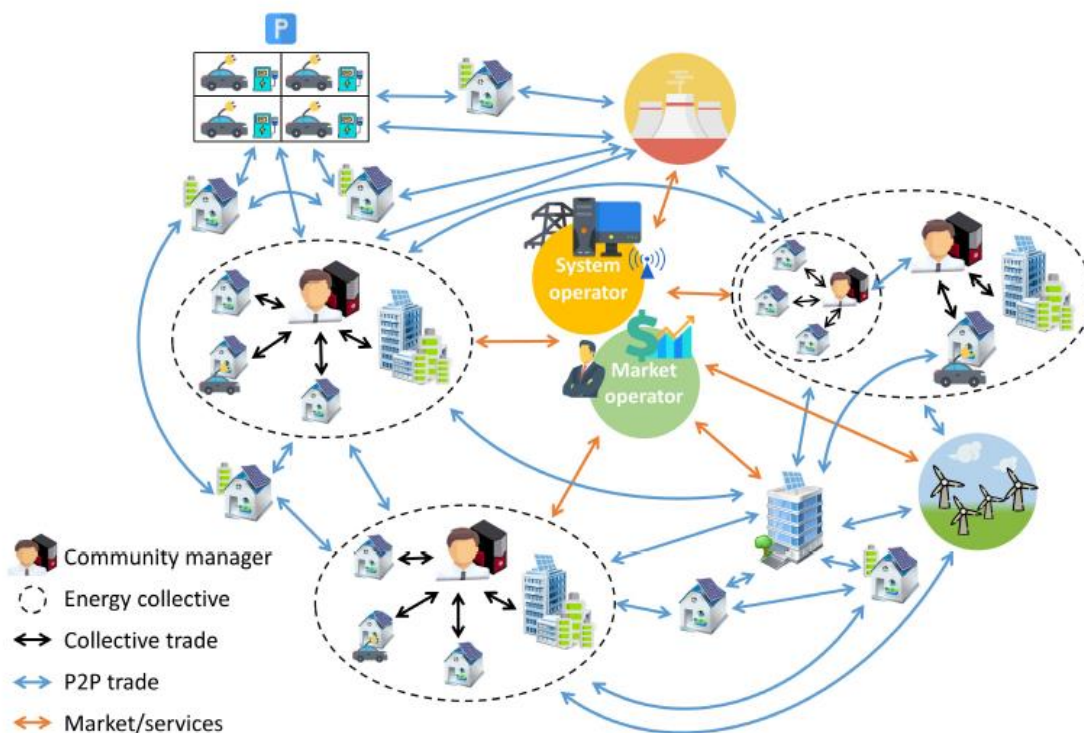 P
System
operator
Market
operator
Community manager
Energy collective
Collective trade
P2P trade
Market/services